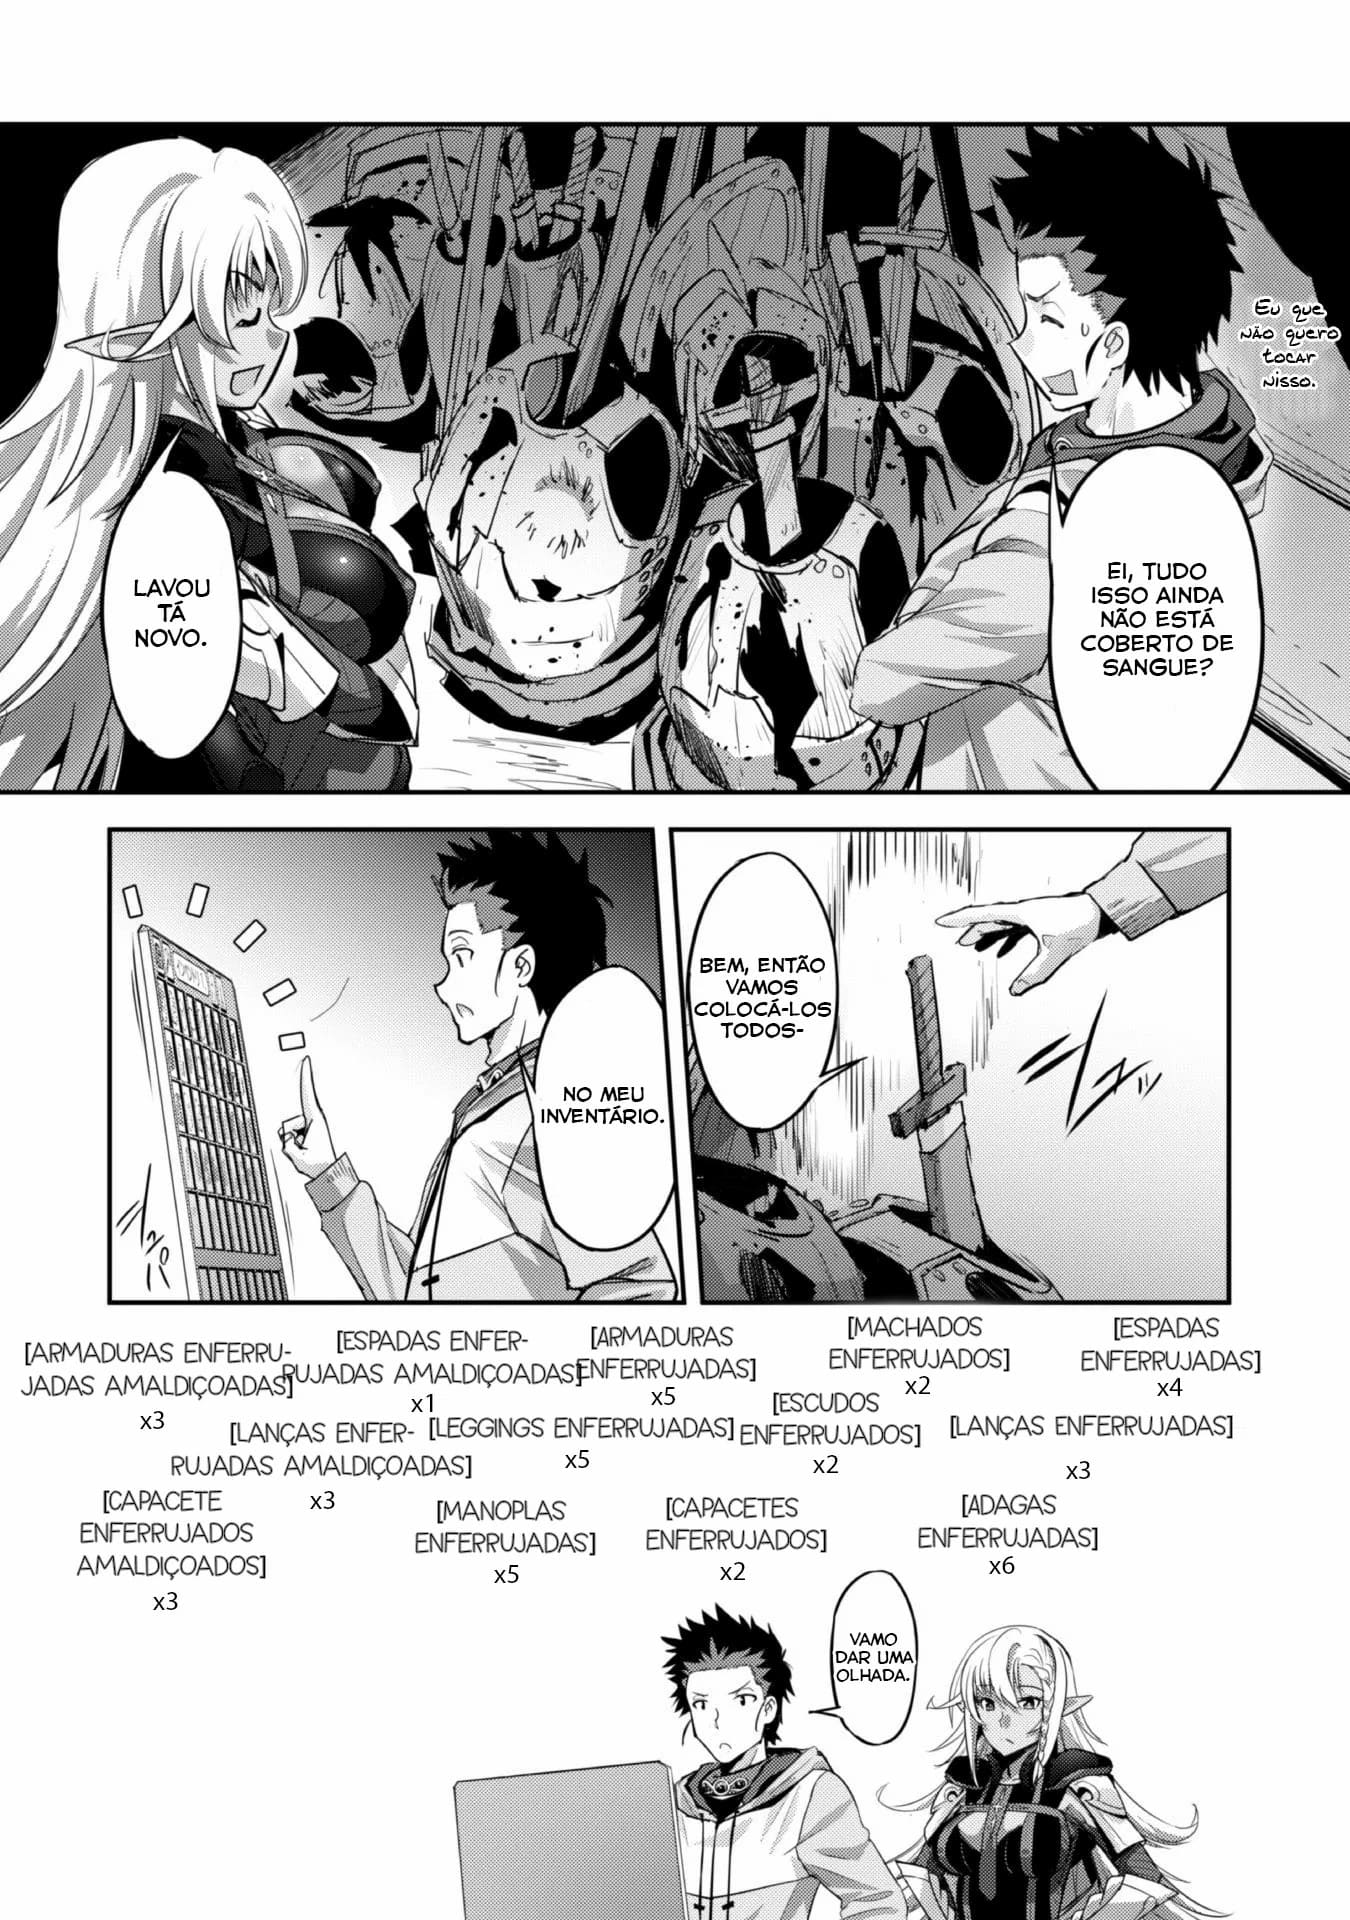 Eu que
não quero
tocar
nisso.
EI, TUDO
ISSO AINDA
NÃO ESTÁ
COBERTO DE
SANGUE?
LAVOU
TÁ
NOVO.
BEM, ENTÃO
VAMOS
COLOCÁ-LOS
TODOS-
NO MEU
INVENTÁRIO.
[ESPADAS
ENFERRUJADAS]
x4
[MACHADOS
ENFERRUJADOS]
x2
[ARMADURAS
ENFERRUJADAS]
x5
[ESPADAS ENFER-
RUJADAS AMALDIÇOADAS]
x1
[ARMADURAS ENFERRU-
JADAS AMALDIÇOADAS]
x3
[LANÇAS ENFERRUJADAS]
x3
[ESCUDOS
ENFERRUJADOS]
x2
[LEGGINGS ENFERRUJADAS]
x5
[LANÇAS ENFER-
RUJADAS AMALDIÇOADAS]
x3
[ADAGAS
ENFERRUJADAS]
x6
[CAPACETES
ENFERRUJADOS]
x2
[MANOPLAS
ENFERRUJADAS]
x5
[CAPACETE
ENFERRUJADOS
AMALDIÇOADOS]
x3
VAMO
DAR UMA
OLHADA.